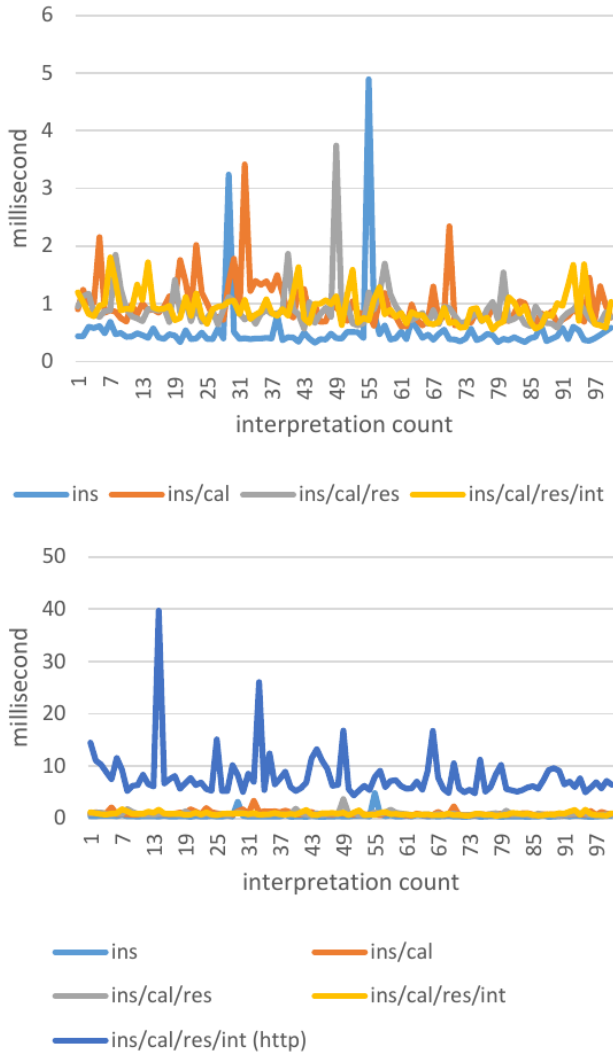 6
5
4
3
2
1
0
millisecond
1 7 13 19 25 31 37 43 49 55 61 67 73 79 85 91 97
interpretation count
ins ins/cal ins/cal/res ins/cal/res/int
50
40
30
20
10
0
millisecond
1 7 13 19 25 31 37 43 49 55 61 67 73 79 85 91 97
interpretation count
ins ins/cal
ins/cal/res ins/cal/res/int
ins/cal/res/int (http)